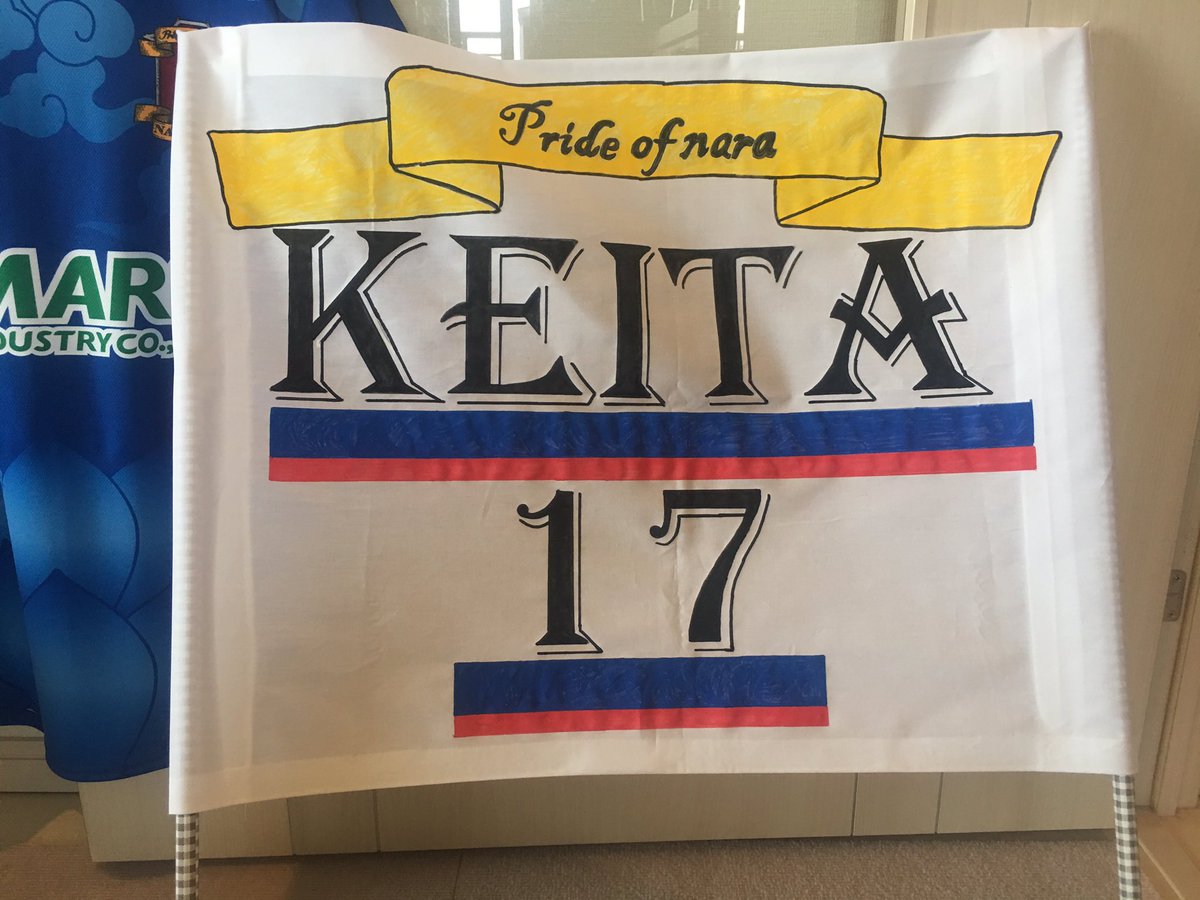 Pride of nara
KEITA
17
MAR
DUSTRY CO.,